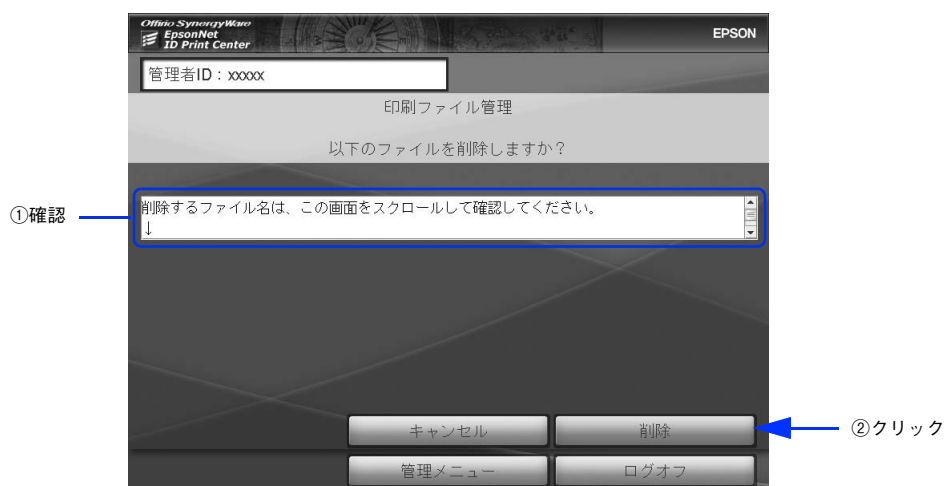 Offirio SynergyWare
EpsonNet
ID Print Center
EPSON
管理者ID：xxxxx
印刷ファイル管理
以下のファイルを削除しますか？
①確認
削除するファイル名は、この画面をスクロールして確認してください。
↓
キャンセル
削除
②クリック
管理メニュー
ログオフ